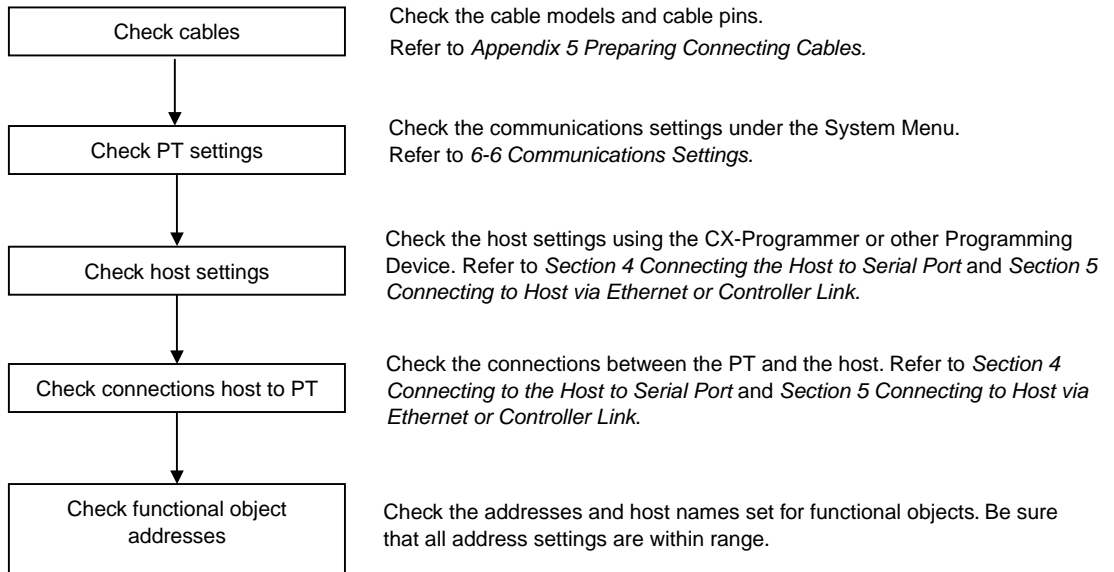 Check cables
Check the cable models and cable pins.
Refer to Appendix 5 Preparing Connecting Cables.
Check PT settings
Check the communications settings under the System Menu.
Refer to 6-6 Communications Settings.
Check host settings
Check the host settings using the CX-Programmer or other Programming
Device. Refer to Section 4 Connecting the Host to Serial Port and Section 5
Connecting to Host via Ethernet or Controller Link.
Check connections host to PT
Check the connections between the PT and the host. Refer to Section 4
Connecting to the Host to Serial Port and Section 5 Connecting to Host via
Ethernet or Controller Link.
Check functional object
addresses
Check the addresses and host names set for functional objects. Be sure
that all address settings are within range.